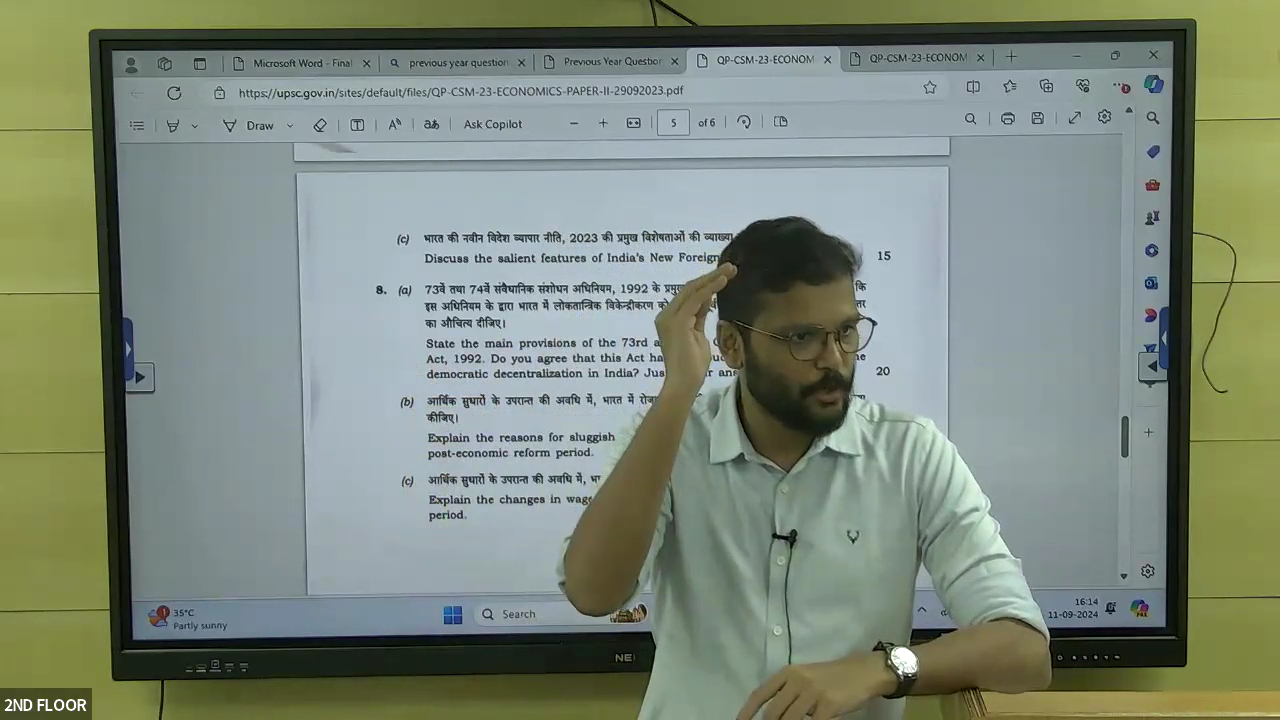 Microsoft Word - Final
previous year question
Previous Year Question
QP-CSM-23-ECONOM
QP-CSM-23-ECONOM
https://upsc.gov.in/sites/default/files/QP-CSM-23-ECONOMICS-PAPER-II-29092023.pdf
Draw
Ask Copilot
5 of 6
(c) भारत की नवीन विदेश व्यापार नीति, 2023 की प्रमुख विशेषताओं की व्याख्या
Discuss the salient features of India's New Foreign 15
8. (a) 73वें तथा 74वें संवैधानिक संशोधन अधिनियम, 1992 के कि
इस अधिनियम के द्वारा भारत में लोकतान्त्रिक विकेन्द्रीकरण को
का औचित्य दीजिए।
State the main provisions of the 73rd
Act, 1992. Do you agree that this Act
democratic decentralization in India? 20
(b) आर्थिक सुधारों के उपरान्त की अवधि में, भारत में
कीजिए।
Explain the reasons for sluggish
post-economic reform period.
(c) आर्थिक सुधारों के उपरान्त की अवधि में,
Explain the changes in
period.
35°C
Partly sunny
Search
16:14
11-09-2024
2ND FLOOR